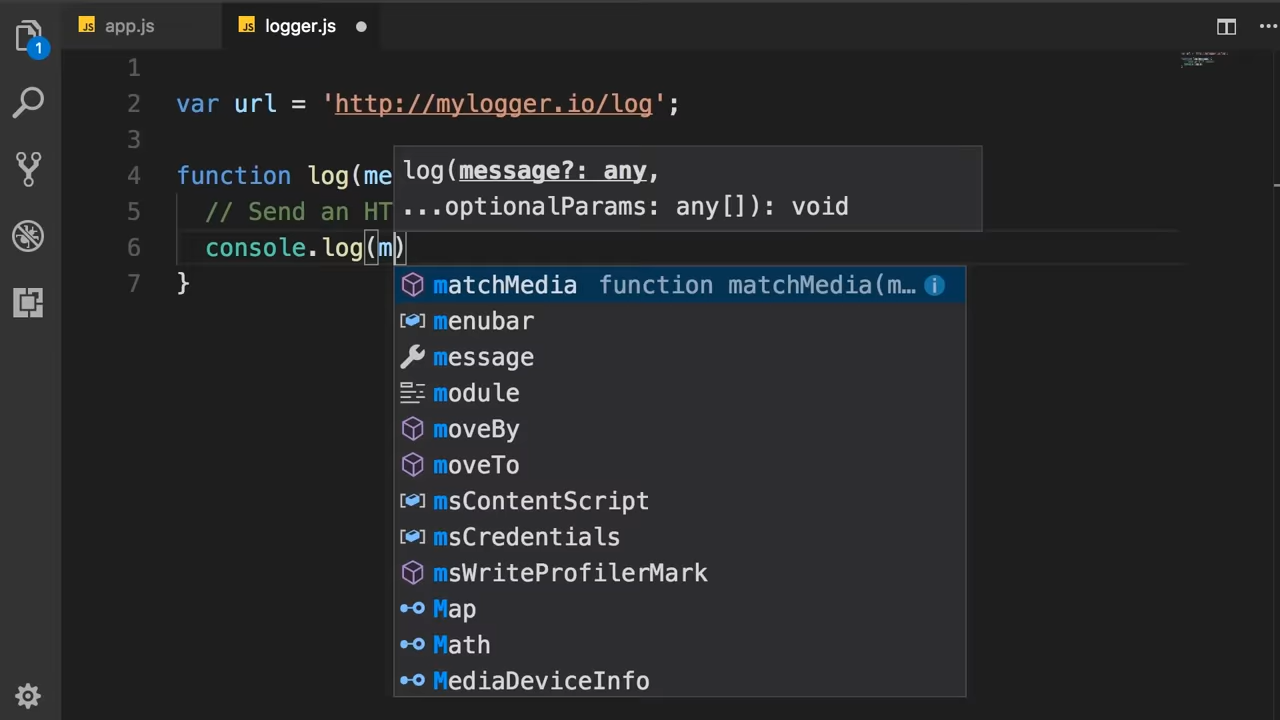 app.js
logger.js
1
1
2 var url = 'http://mylogger.io/log';
3
4 function log(me
5 // Send an HT
6 console.log(m)
7 }
log(message?: any,
...optionalParams: any[]): void
matchMedia function matchMedia(m…
menubar
message
module
moveBy
moveTo
msContentScript
msCredentials
msWriteProfilerMark
Map
Math
MediaDeviceInfo